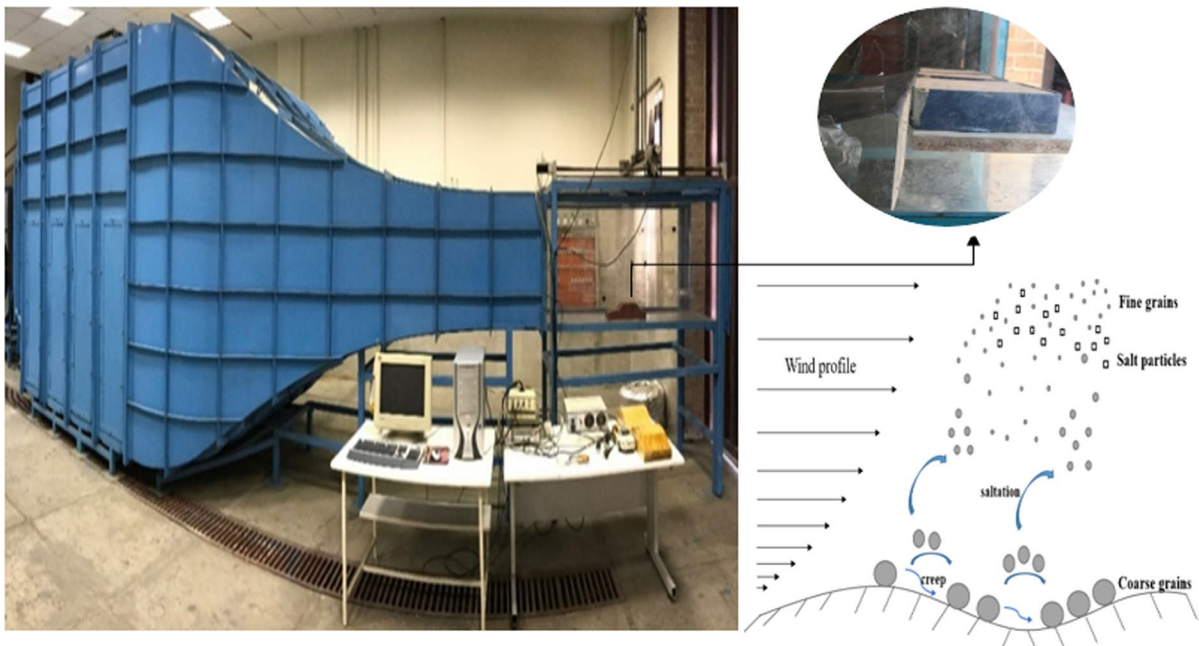 Fine grains
Wind profile
Salt particles
saltation
creep
Coarse grains